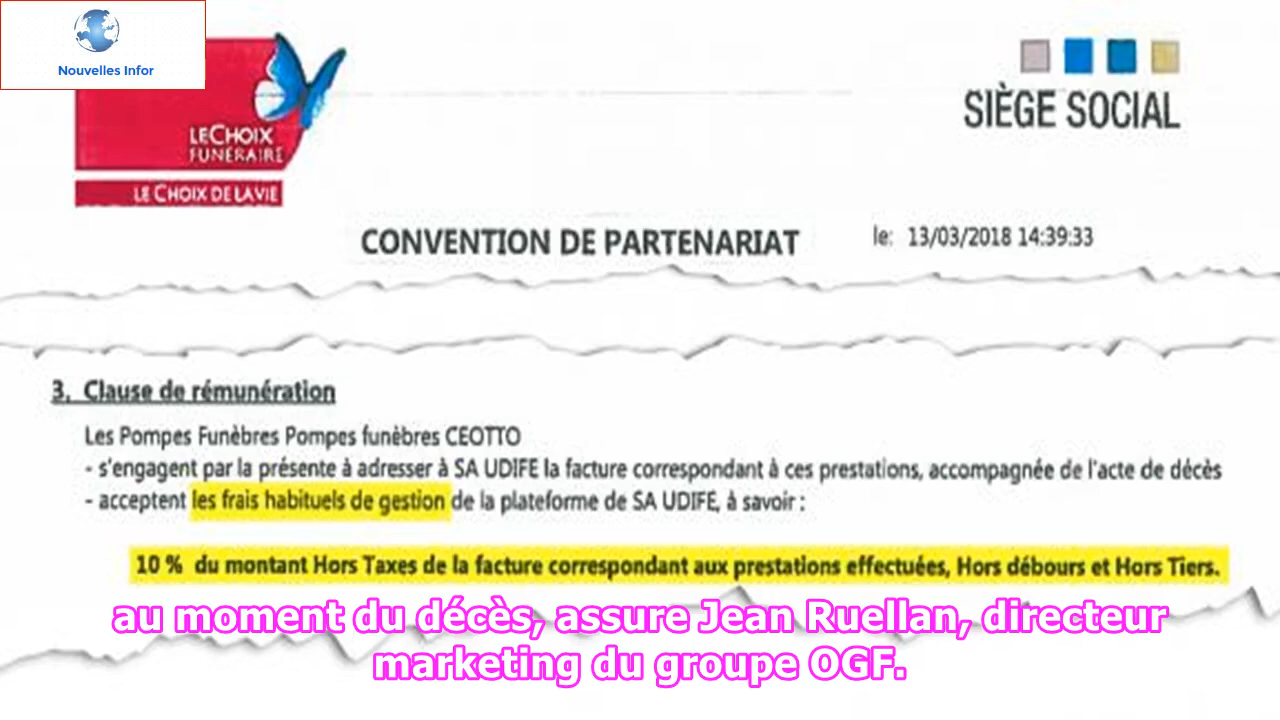 Nouvelles Infor
LECHOIX
FUNÉRAIRE
LE CHOIX DE LA VIE
SIÈGE SOCIAL
CONVENTION DE PARTENARIAT
le: 13/03/2018 14:39:33
3. Clause de rémunération
Les Pompes Funèbres Pompes funèbres CEOTTO
- s'engagent par la présente à adresser à SA UDIFE la facture correspondant à ces prestations, accompagnée de l'acte de décès
- acceptent les frais habituels de gestion de la plateforme de SA UDIFE, à savoir :
10 % du montant Hors Taxes de la facture correspondant aux prestations effectuées, Hors débours et Hors Tiers.
au moment du décès, assure Jean Ruellan, directeur
marketing du groupe OGF.